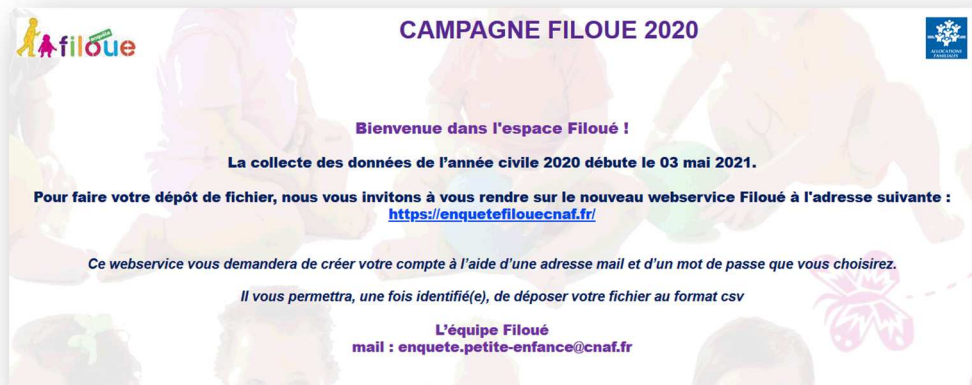 enquête
filoue
CAMPAGNE FILOUE 2020
ALLOCATIONS
FAMILIALES
Bienvenue dans l'espace Filoué !
La collecte des données de l'année civile 2020 débute le 03 mai 2021.
Pour faire votre dépôt de fichier, nous vous invitons à vous rendre sur le nouveau webservice Filoué à l'adresse suivante :
https://enquetefilouecnaf.fr/
Ce webservice vous demandera de créer votre compte à l'aide d'une adresse mail et d'un mot de passe que vous choisirez.
Il vous permettra, une fois identifié(e), de déposer votre fichier au format csv
L'équipe Filoué
mail : enquete.petite-enfance@cnaf.fr